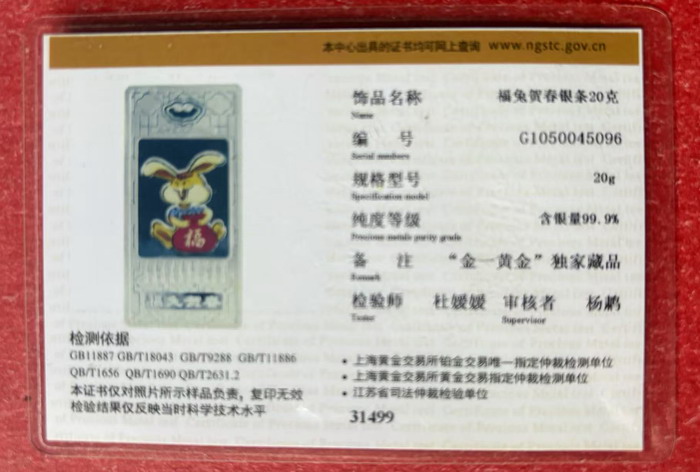 本中心出具的证书均可网上查询 www.ngstc.gov.cn
福
饰品名称 福兔贺春银条20克
Name
编 号 G1050045096
Serial numbers
规格型号 20g
Specification model
纯度等级 含银量99.9%
Precious metals purity grade
备 注 “金一黄金”独家藏品
Remark
检验师 杜媛媛 审核者 杨鹏
Tester Supervisor
检测依据
GB11887 GB/T18043 GB/T9288 GB/T11886
QB/T1656 QB/T1690 QB/T2631.2
本证书仅对照片所示样品负责,复印无效
检验结果仅反映当时科学技术水平
• 上海黄金交易所铂金交易唯一指定仲裁检测单位
• 上海黄金交易所黄金交易指定仲裁检测单位
• 江苏省司法仲裁检验单位
31499